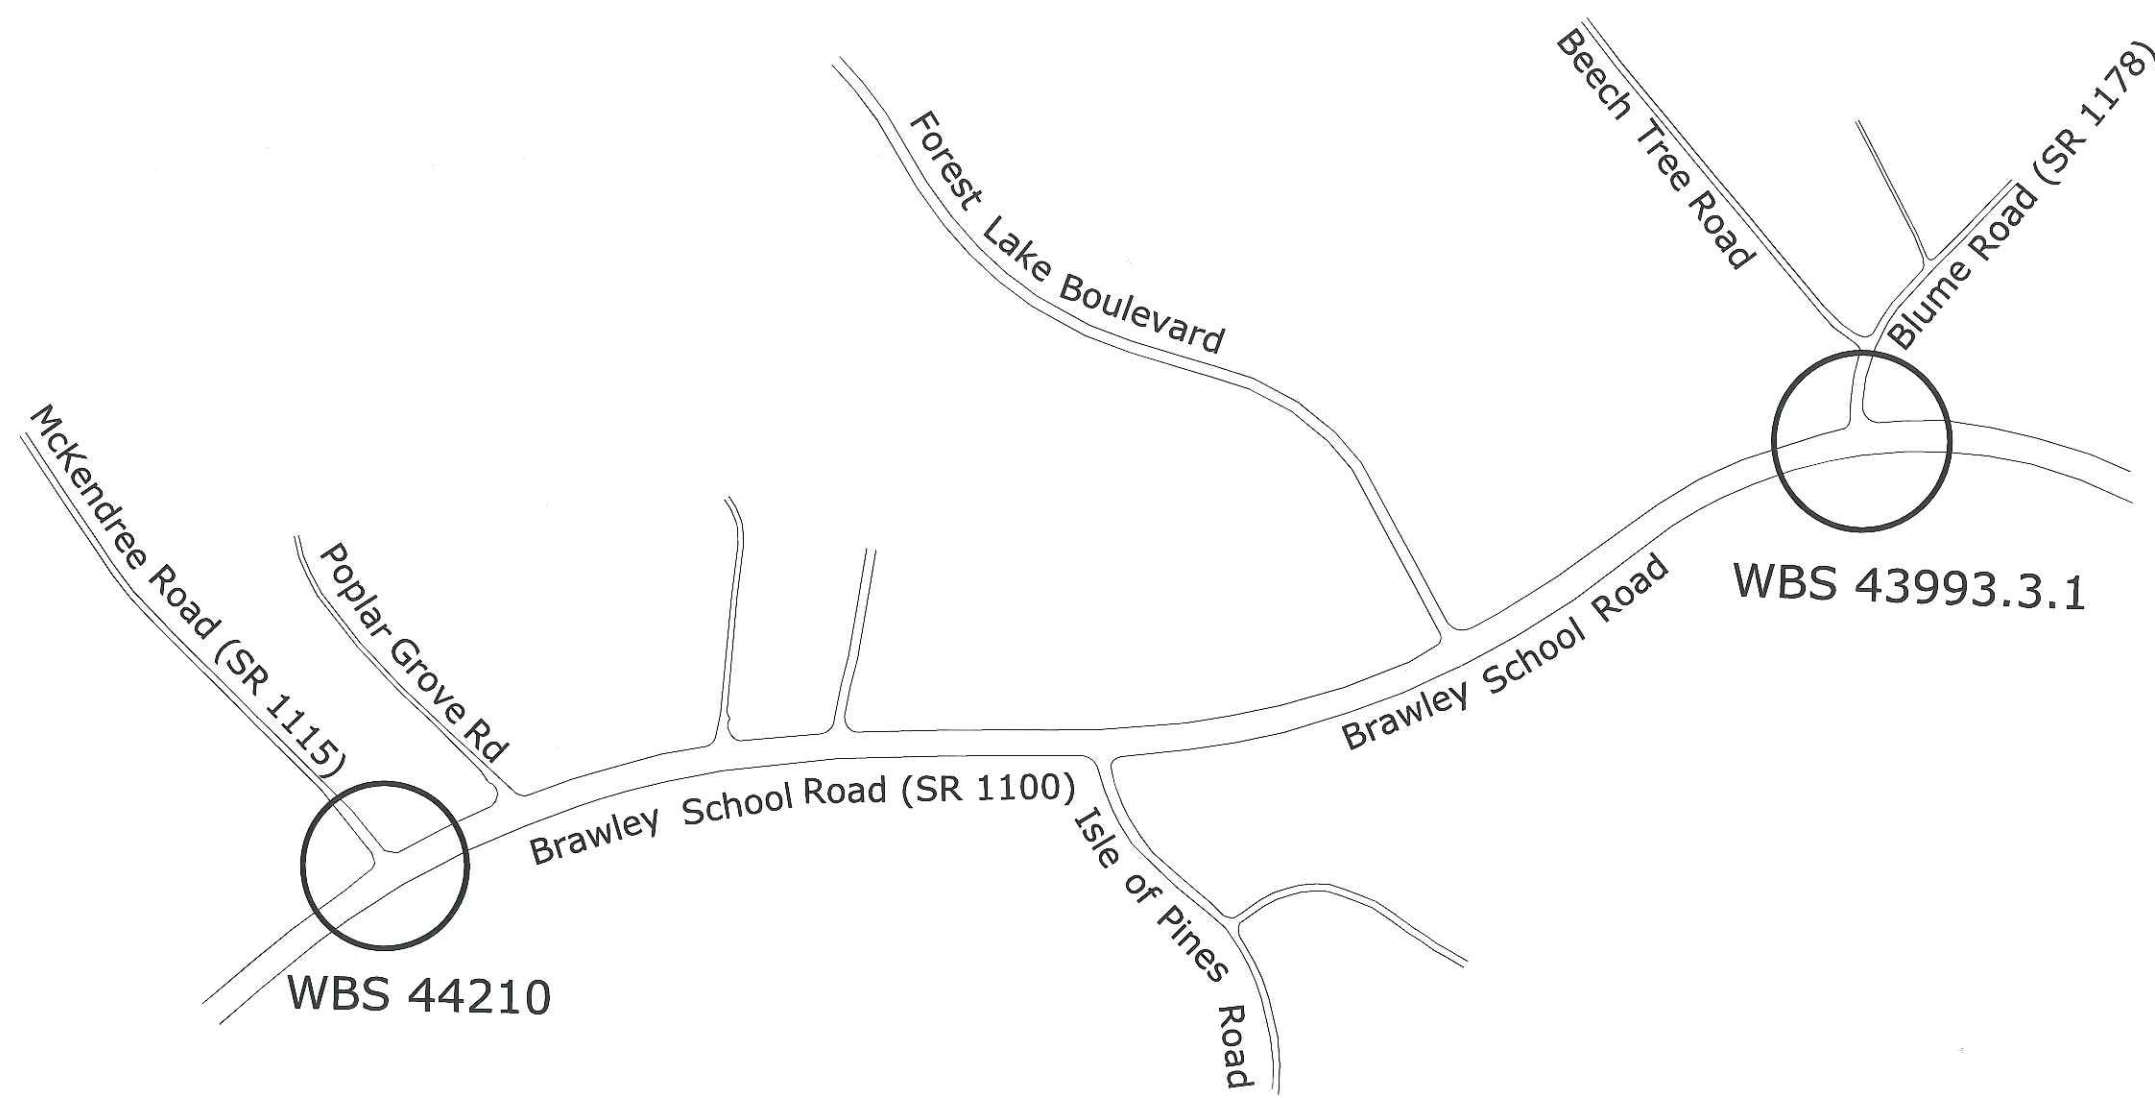 Beech Tree Road
Blume Road (SR 1178)
Forest Lake Boulevard
McKendree Road (SR 1115)
Poplar Grove Rd
WBS 43993.3.1
Brawley School Road
Brawley School Road (SR 1100)
Isle of Pines Road
WBS 44210